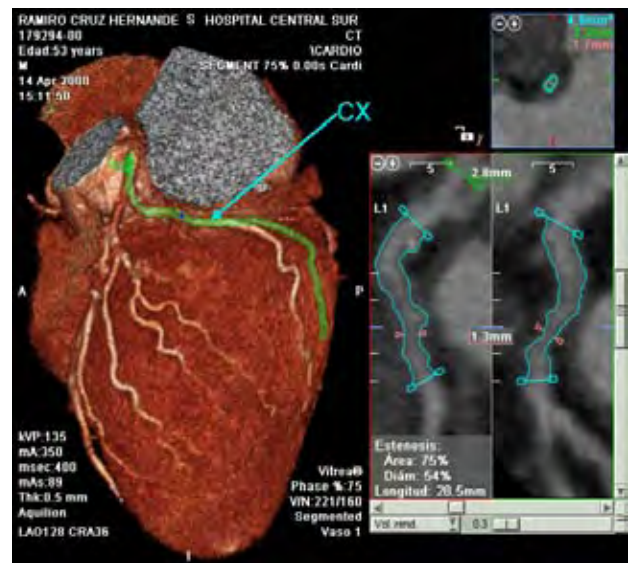 RAMIRO CRUZ HERNANDE S HOSPITAL CENTRAL SUR
179294-00 CT
Edad:53 years \CARDIO
M SEGMENT 75% 0.00s Cardi
14 Apr 2000
15:11:50
CX
A
P
kVP:135
mA:350
msec:400
mAs:89
Thk:0.5 mm
Aquilion
LAO128 CRA36
Vitrea®
Phase %:75
VIN:221/160
Segmented
Vaso 1
I
5
2.8mm
5
L1
L1
1.3mm
Estenosis:
Área: 75%
Diám: 54%
Longitud: 28.5mm
Vol. rend. 0.3